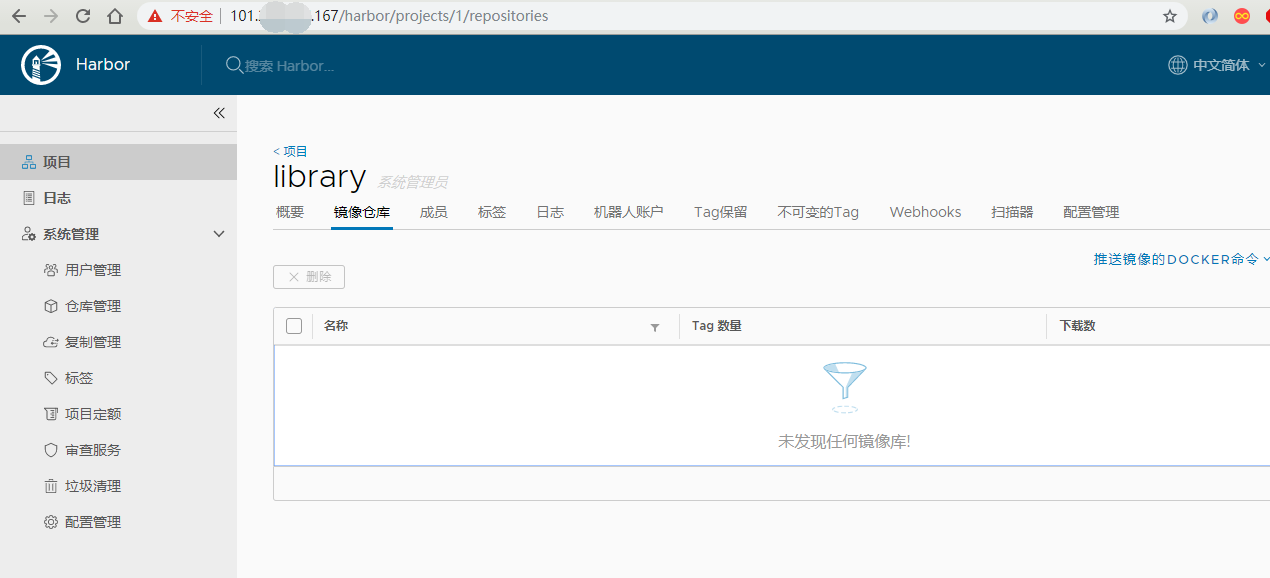 不安全 101. .167/harbor/projects/1/repositories
Harbor 搜索 Harbor... 中文简体
< 项目
library 系统管理员
概要 镜像仓库 成员 标签 日志 机器人账户 Tag保留 不可变的Tag Webhooks 扫描器 配置管理
项目
日志
系统管理
用户管理
仓库管理
复制管理
标签
项目定额
审查服务
垃圾清理
配置管理
推送镜像的DOCKER命令
删除
名称 Tag 数量 下载数
未发现任何镜像库!